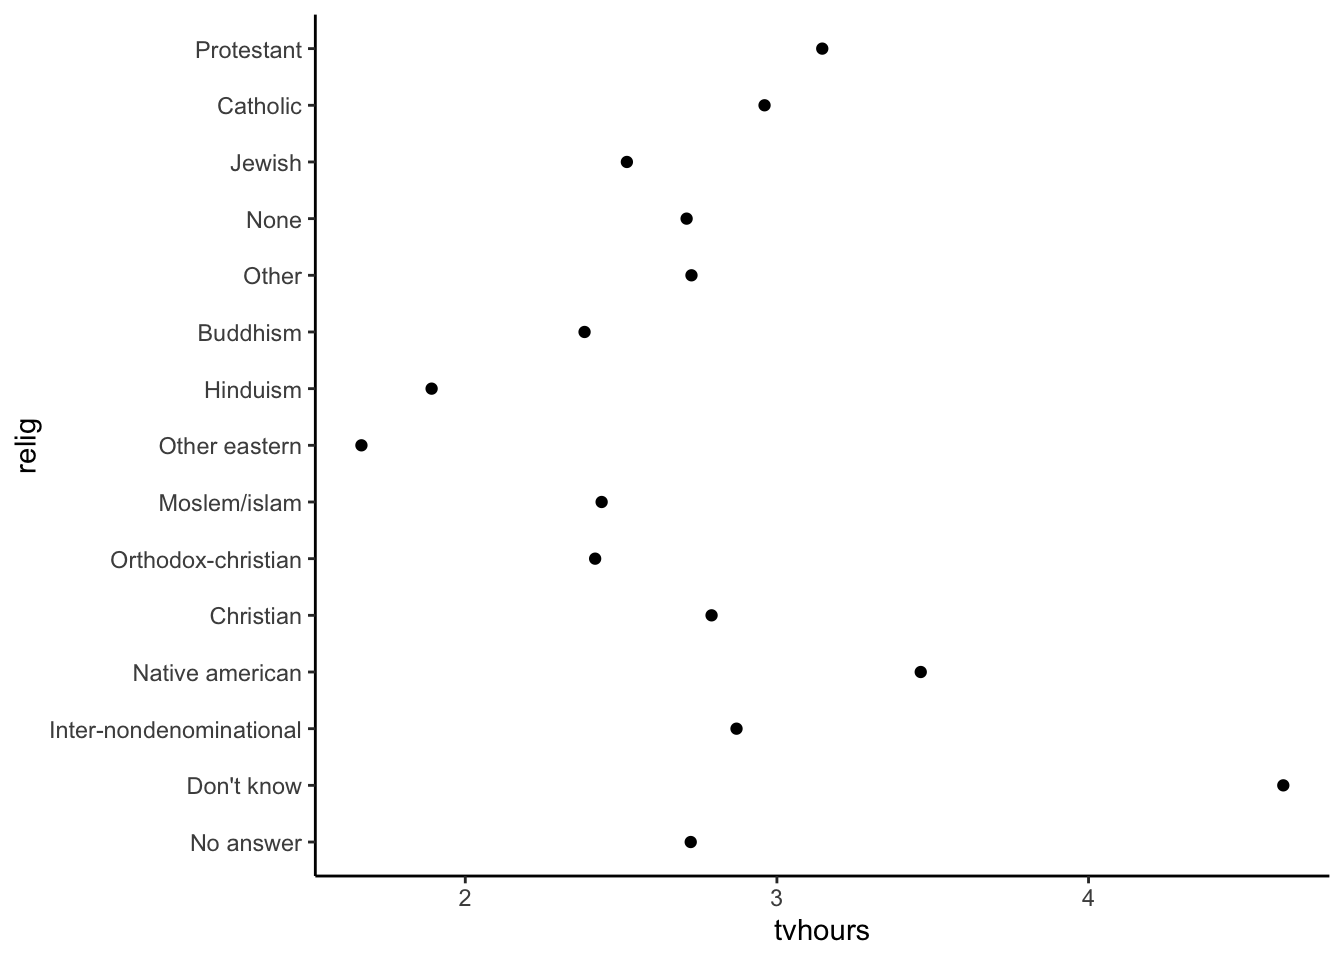 Protestant
Catholic
Jewish
None
Other
Buddhism
Hinduism
Other eastern
Moslem/islam
Orthodox-christian
Christian
Native american
Inter-nondenominational
Don't know
No answer
relig
2 3 4
tvhours